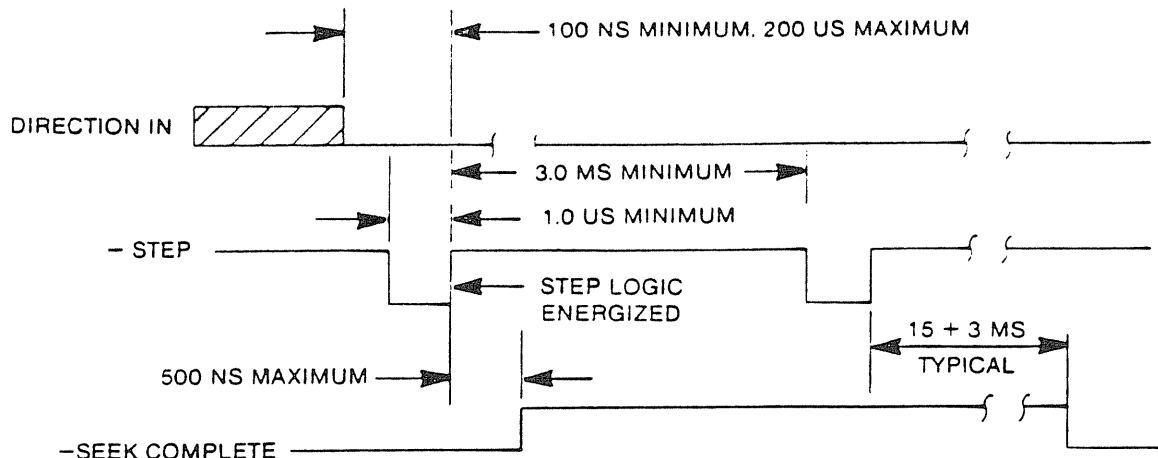 100 NS MINIMUM. 200 US MAXIMUM
DIRECTION IN
3.0 MS MINIMUM
1.0 US MINIMUM
– STEP
STEP LOGIC
ENERGIZED
15 + 3 MS
TYPICAL
500 NS MAXIMUM
–SEEK COMPLETE